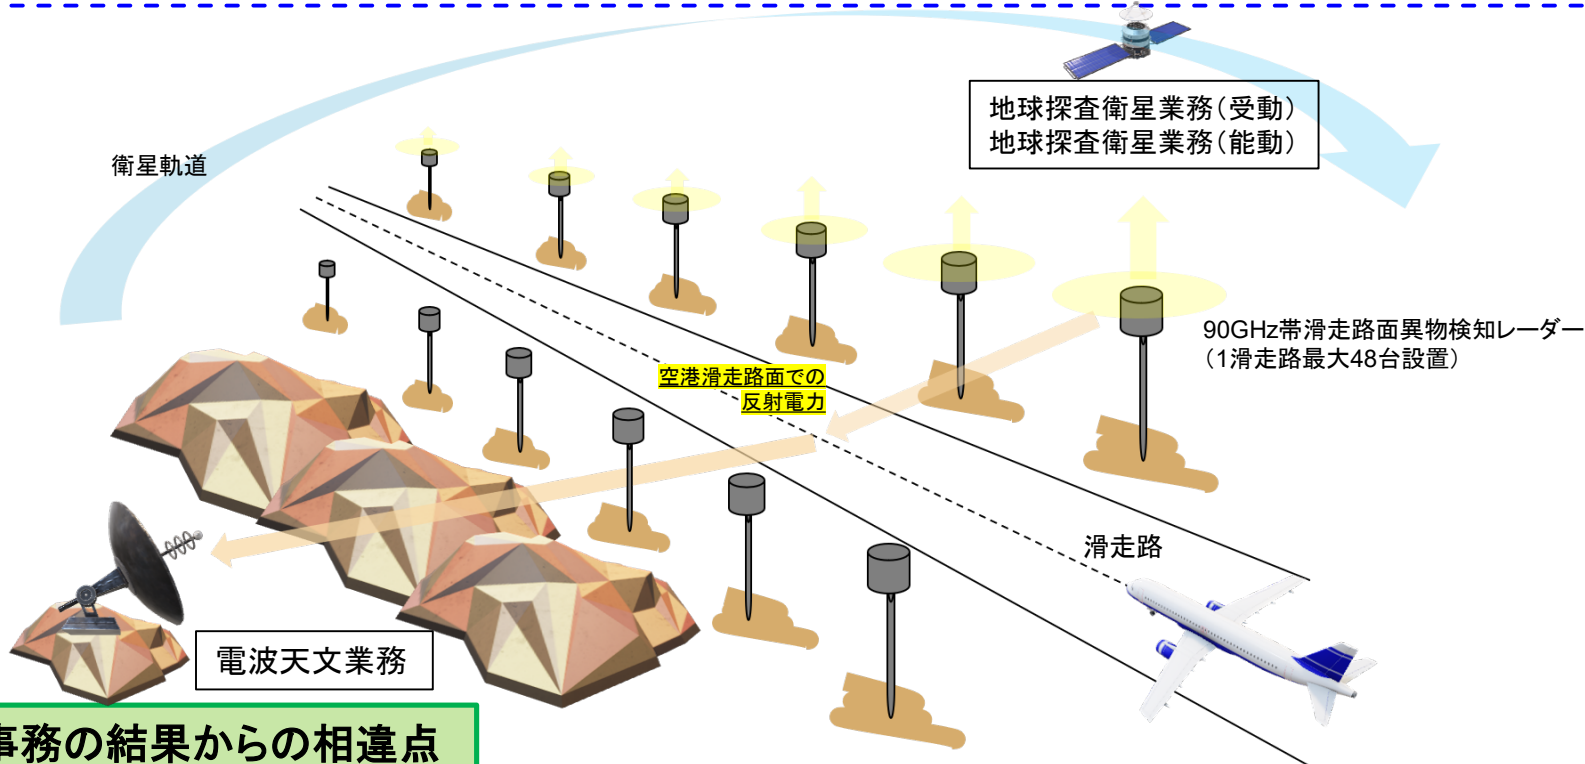 地球探査衛星業務（受動）
地球探査衛星業務（能動）
衛星軌道
90GHz帯滑走路面異物検知レーダー
（1滑走路最大48台設置）
空港滑走路面での
反射電力
滑走路
電波天文業務
事務の結果からの相違点